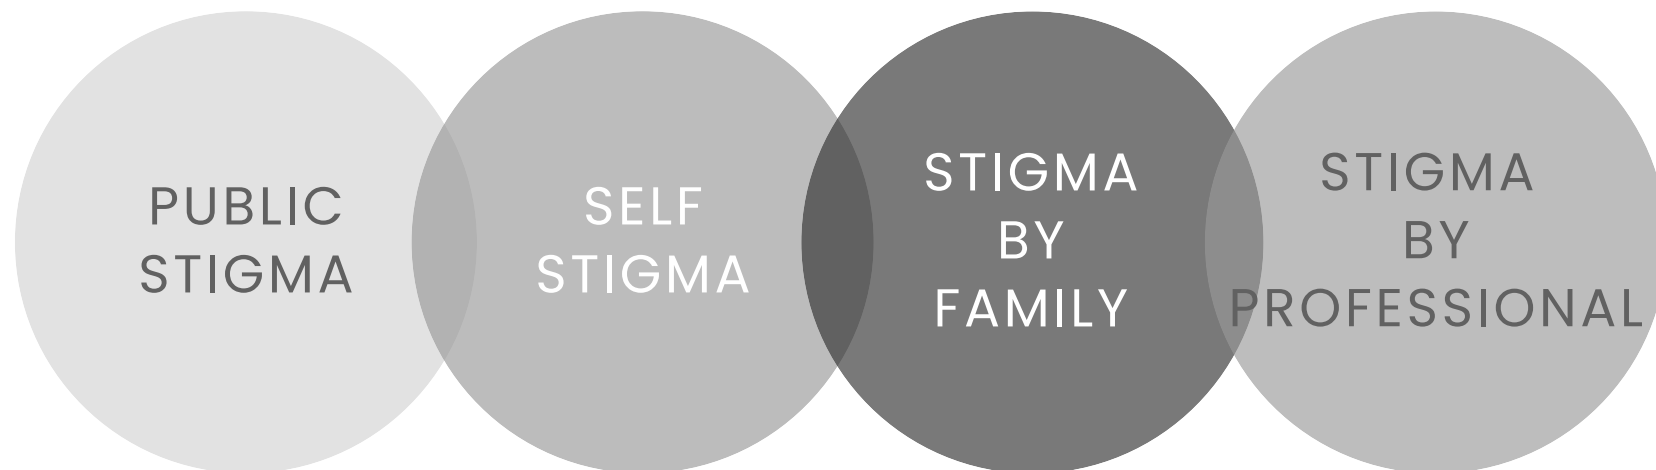 PUBLIC
STIGMA
SELF
STIGMA
STIGMA
BY
FAMILY
STIGMA
BY
PROFESSIONAL